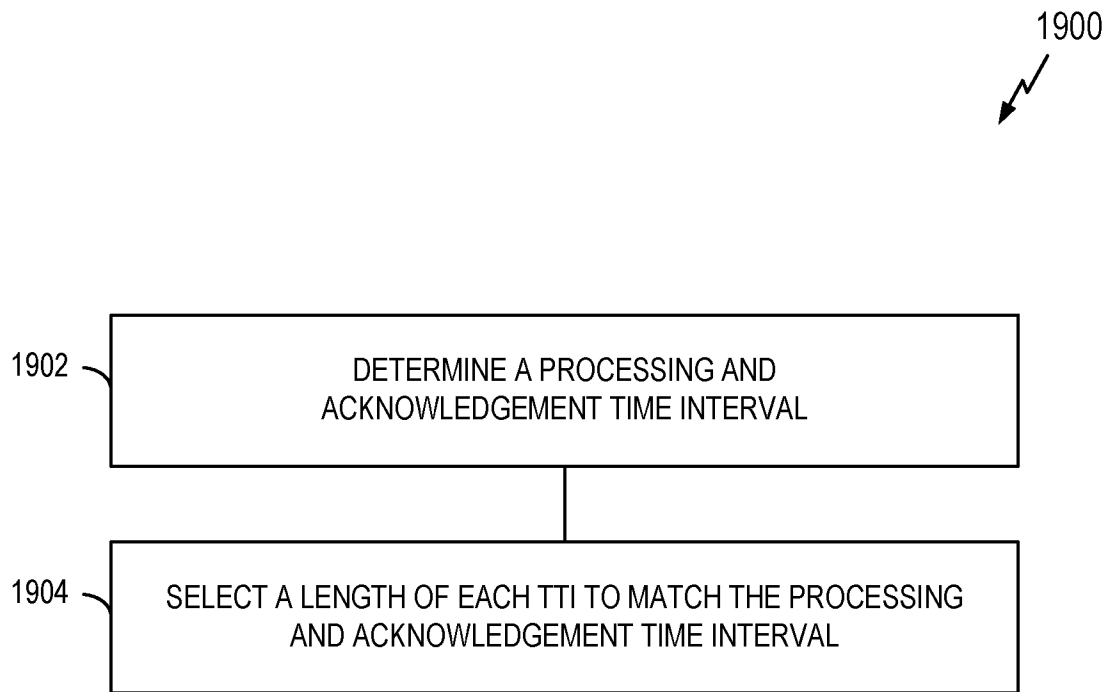 1900
1902
DETERMINE A PROCESSING AND
ACKNOWLEDGEMENT TIME INTERVAL
1904
SELECT A LENGTH OF EACH TTI TO MATCH THE PROCESSING
AND ACKNOWLEDGEMENT TIME INTERVAL